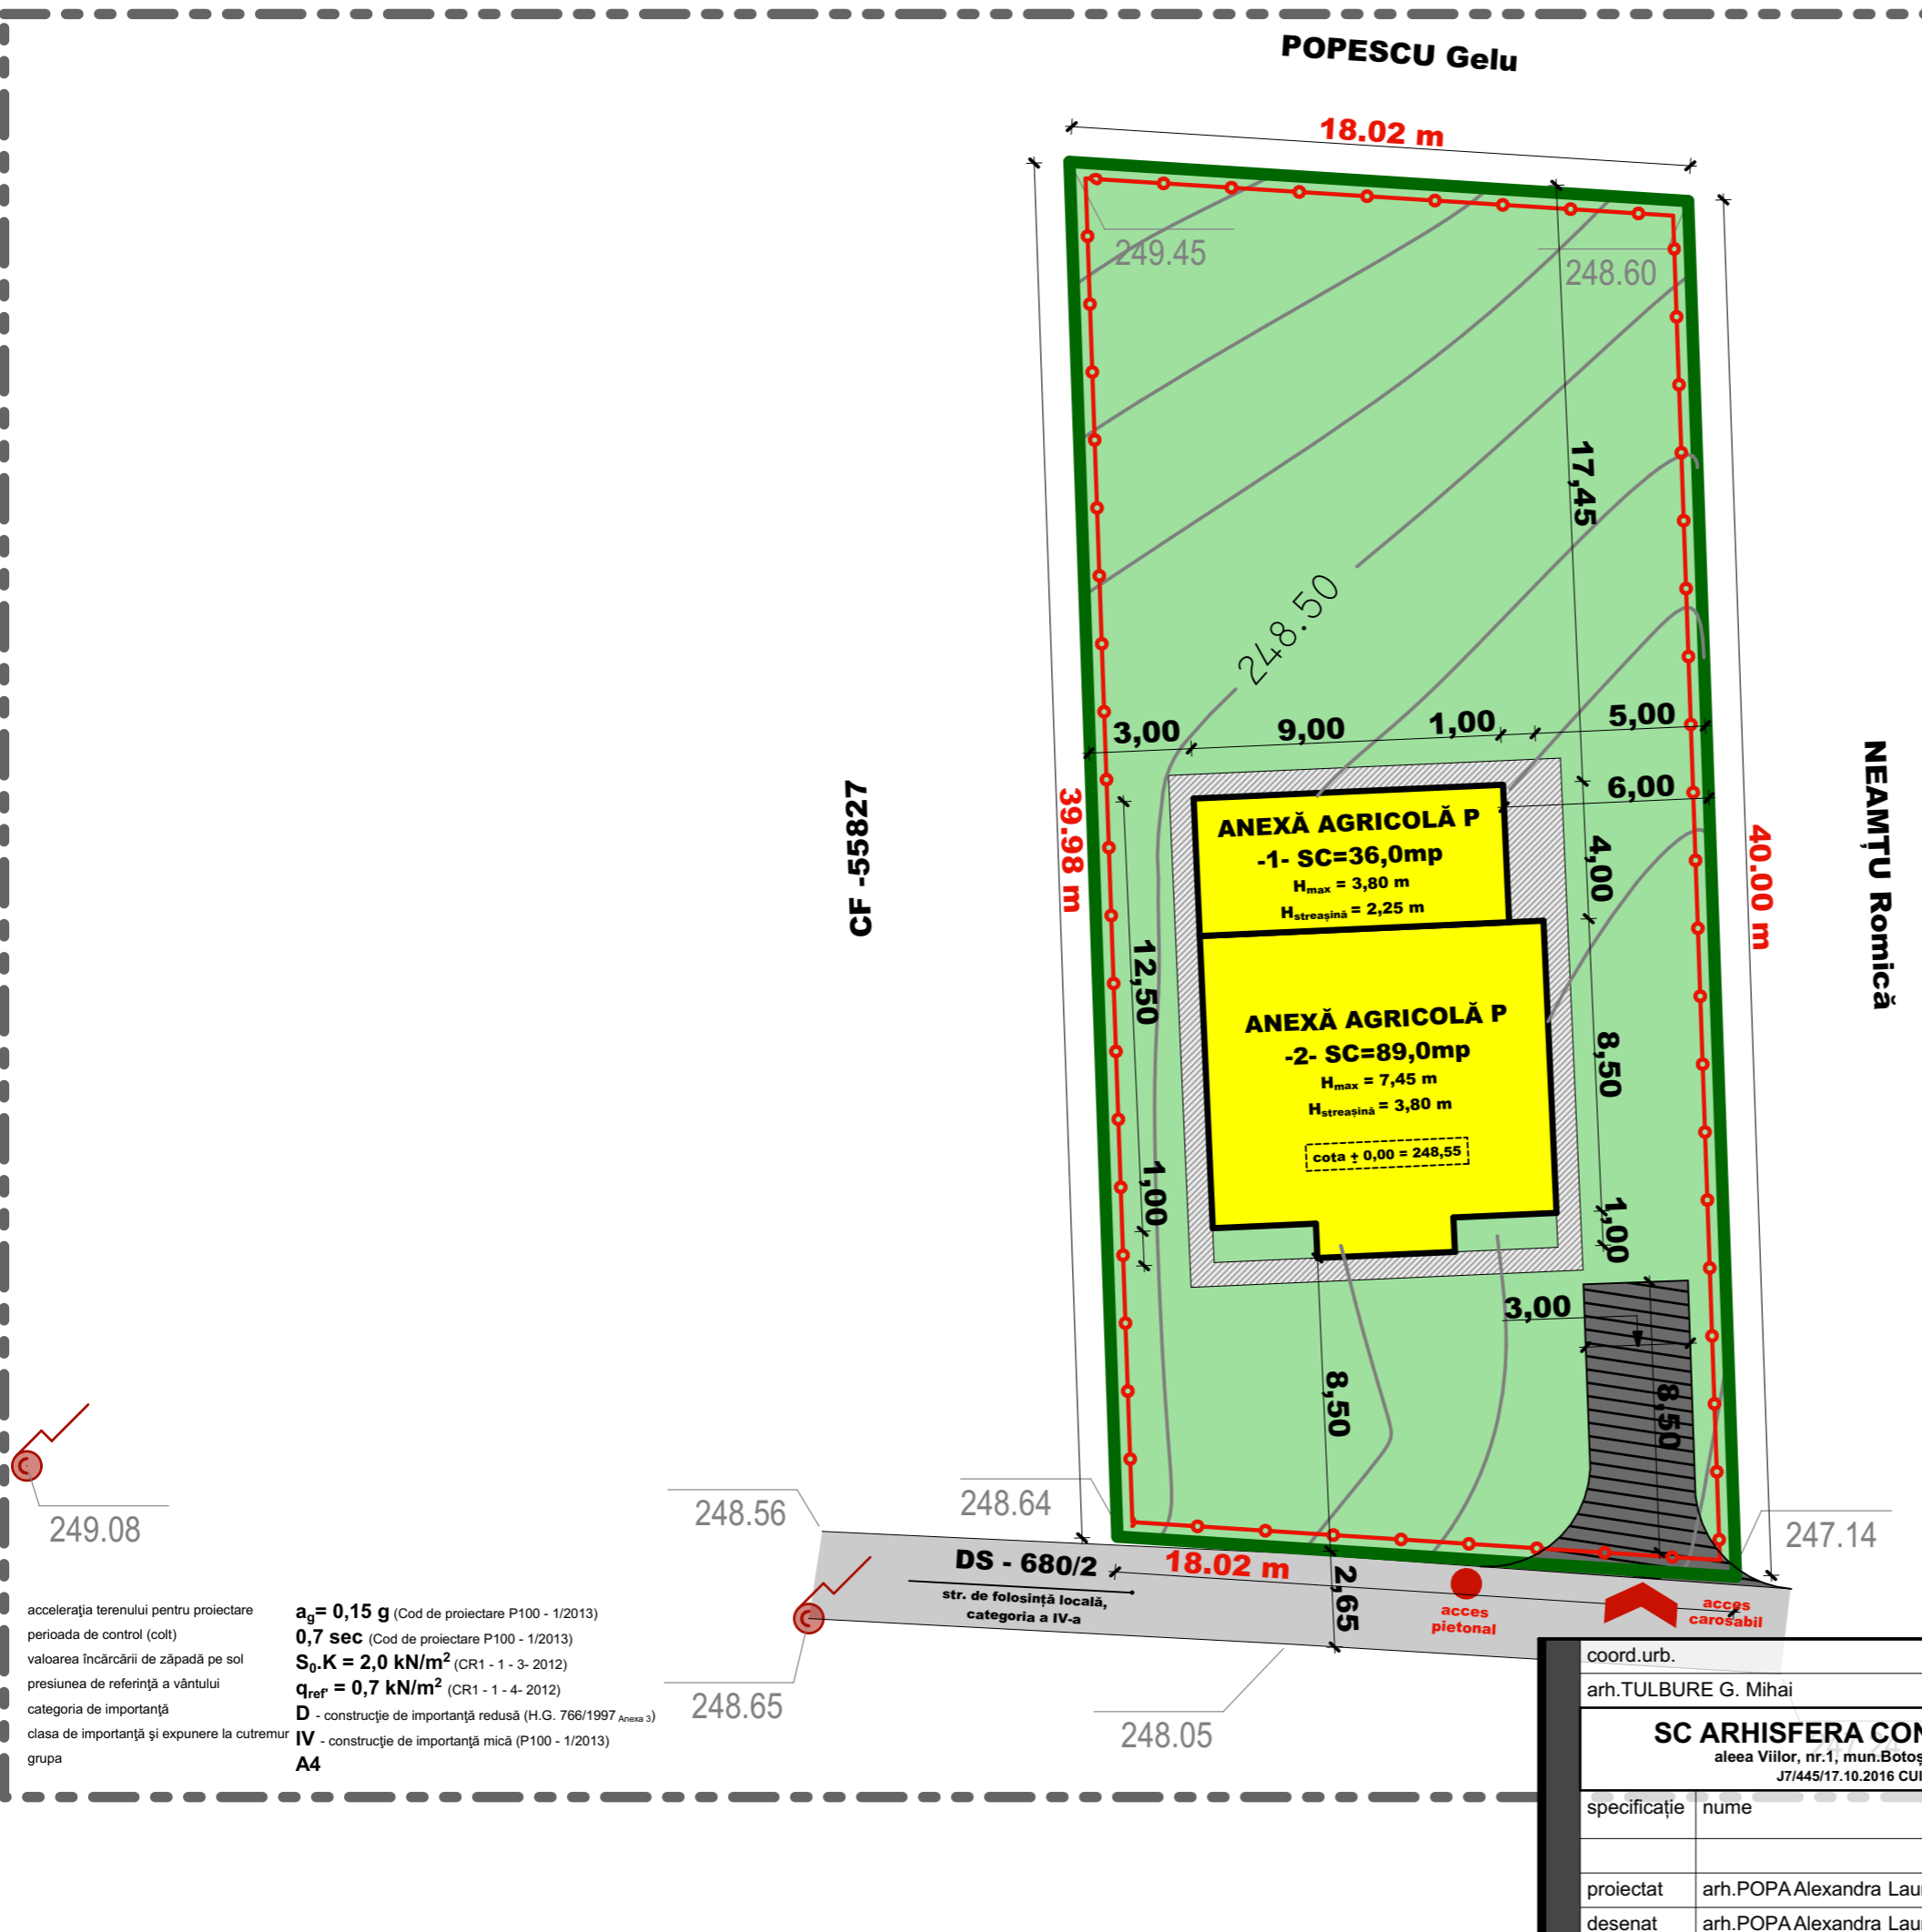 POPESCU Gelu
18.02 m
249.45
248.60
17,45
248.50
3,00
9,00
1,00
5,00
6,00
CF -55827
39.98 m
40.00 m
NEAMȚU Romică
ANEXĂ AGRICOLĂ P
-1- SC=36,0mp
Hmax = 3,80 m
Hstreașină = 2,25 m
4,00
12,50
ANEXĂ AGRICOLĂ P
-2- SC=89,0mp
Hmax = 7,45 m
Hstreașină = 3,80 m
cota ± 0,00 = 248,55
8,50
1,00
1,00
3,00
8,50
8,50
249.08
248.56
248.64
247.14
DS - 680/2
str. de folosință locală,
categoria a IV-a
18.02 m
2,65
acces
pietonal
acces
carosabil
248.65
248.05
accelerația terenului pentru proiectare ag= 0,15 g (Cod de proiectare P100 - 1/2013)
perioada de control (colt) 0,7 sec (Cod de proiectare P100 - 1/2013)
valoarea încărcării de zăpadă pe sol S0.K = 2,0 kN/m² (CR1 - 1 - 3- 2012)
presiunea de referință a vântului qref' = 0,7 kN/m² (CR1 - 1 - 4- 2012)
categoria de importanță D - construcție de importanță redusă (H.G. 766/1997 Anexa 3)
clasa de importanță și expunere la cutremur IV - construcție de importanță mică (P100 - 1/2013)
grupa A4
coord.urb.
arh.TULBURE G. Mihai
SC ARHISFERA CON
aleea Viilor, nr.1, mun.Botoș
J7/445/17.10.2016 CUI
specificație nume
proiectat arh.POPA Alexandra Lau
desenat arh.POPA Alexandra Lau